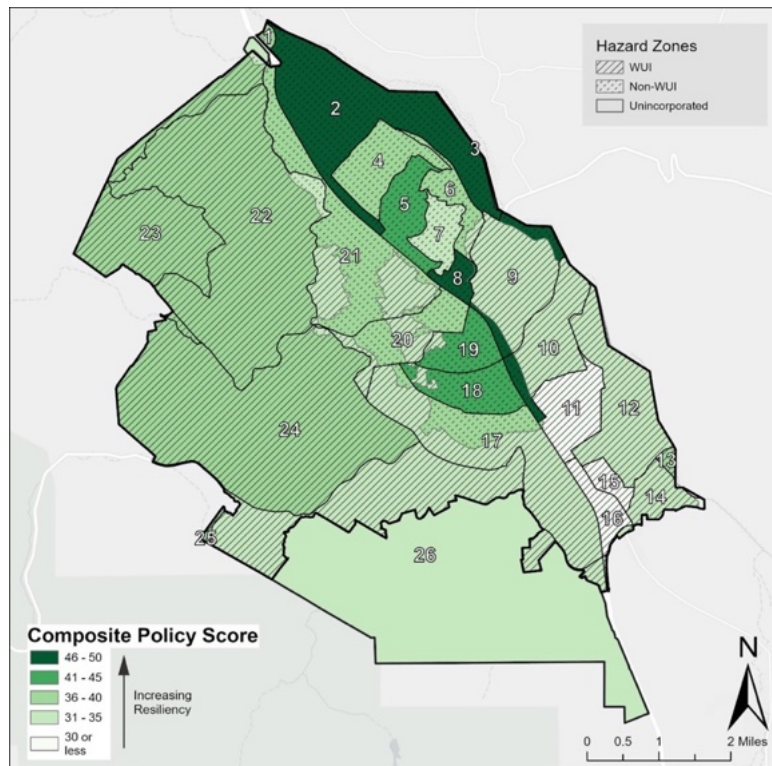 Hazard Zones
WUI
Non-WUI
Unincorporated
1
2
3
4
5
6
7
8
9
10
11
12
13
14
15
16
17
18
19
20
21
22
23
24
25
26
Composite Policy Score
46 - 50
41 - 45
36 - 40
31 - 35
30 or
less
Increasing
Resiliency
N
0 0.5 1 2 Miles